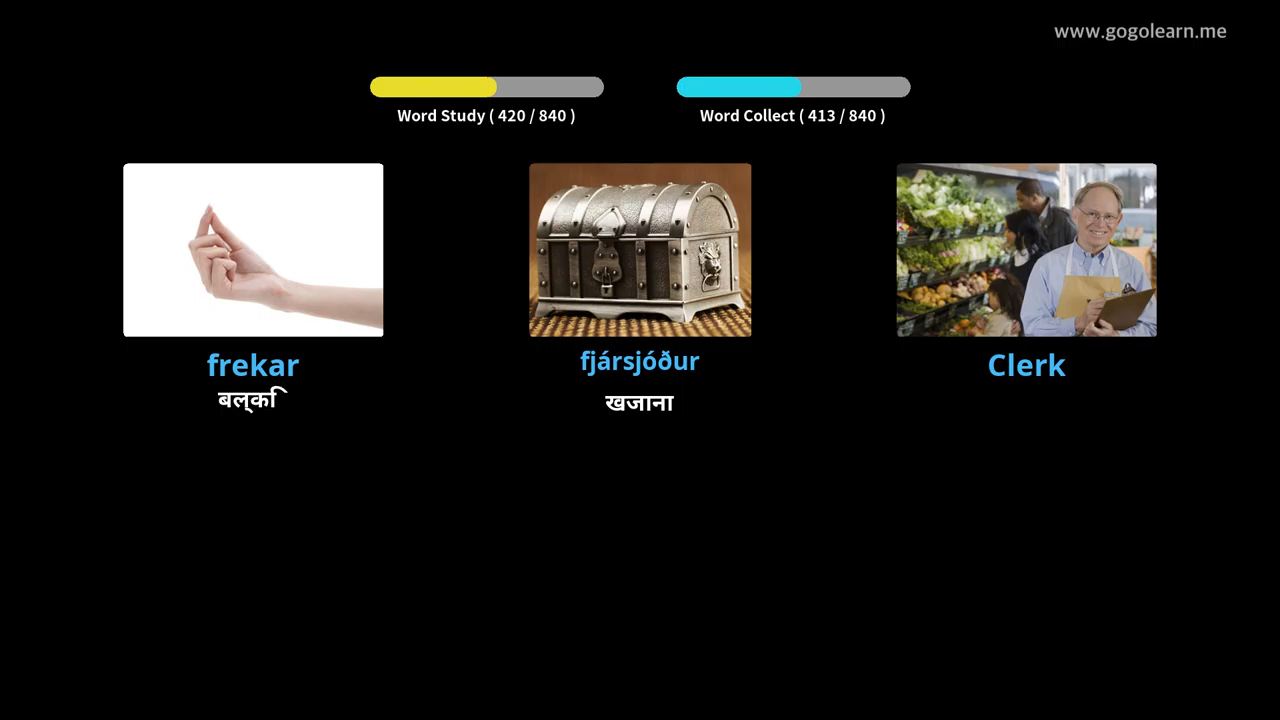 www.gogolearn.me
Word Study ( 420 / 840 )
Word Collect ( 413 / 840 )
frekar
fjársjóður
Clerk
बल्कि
खजाना